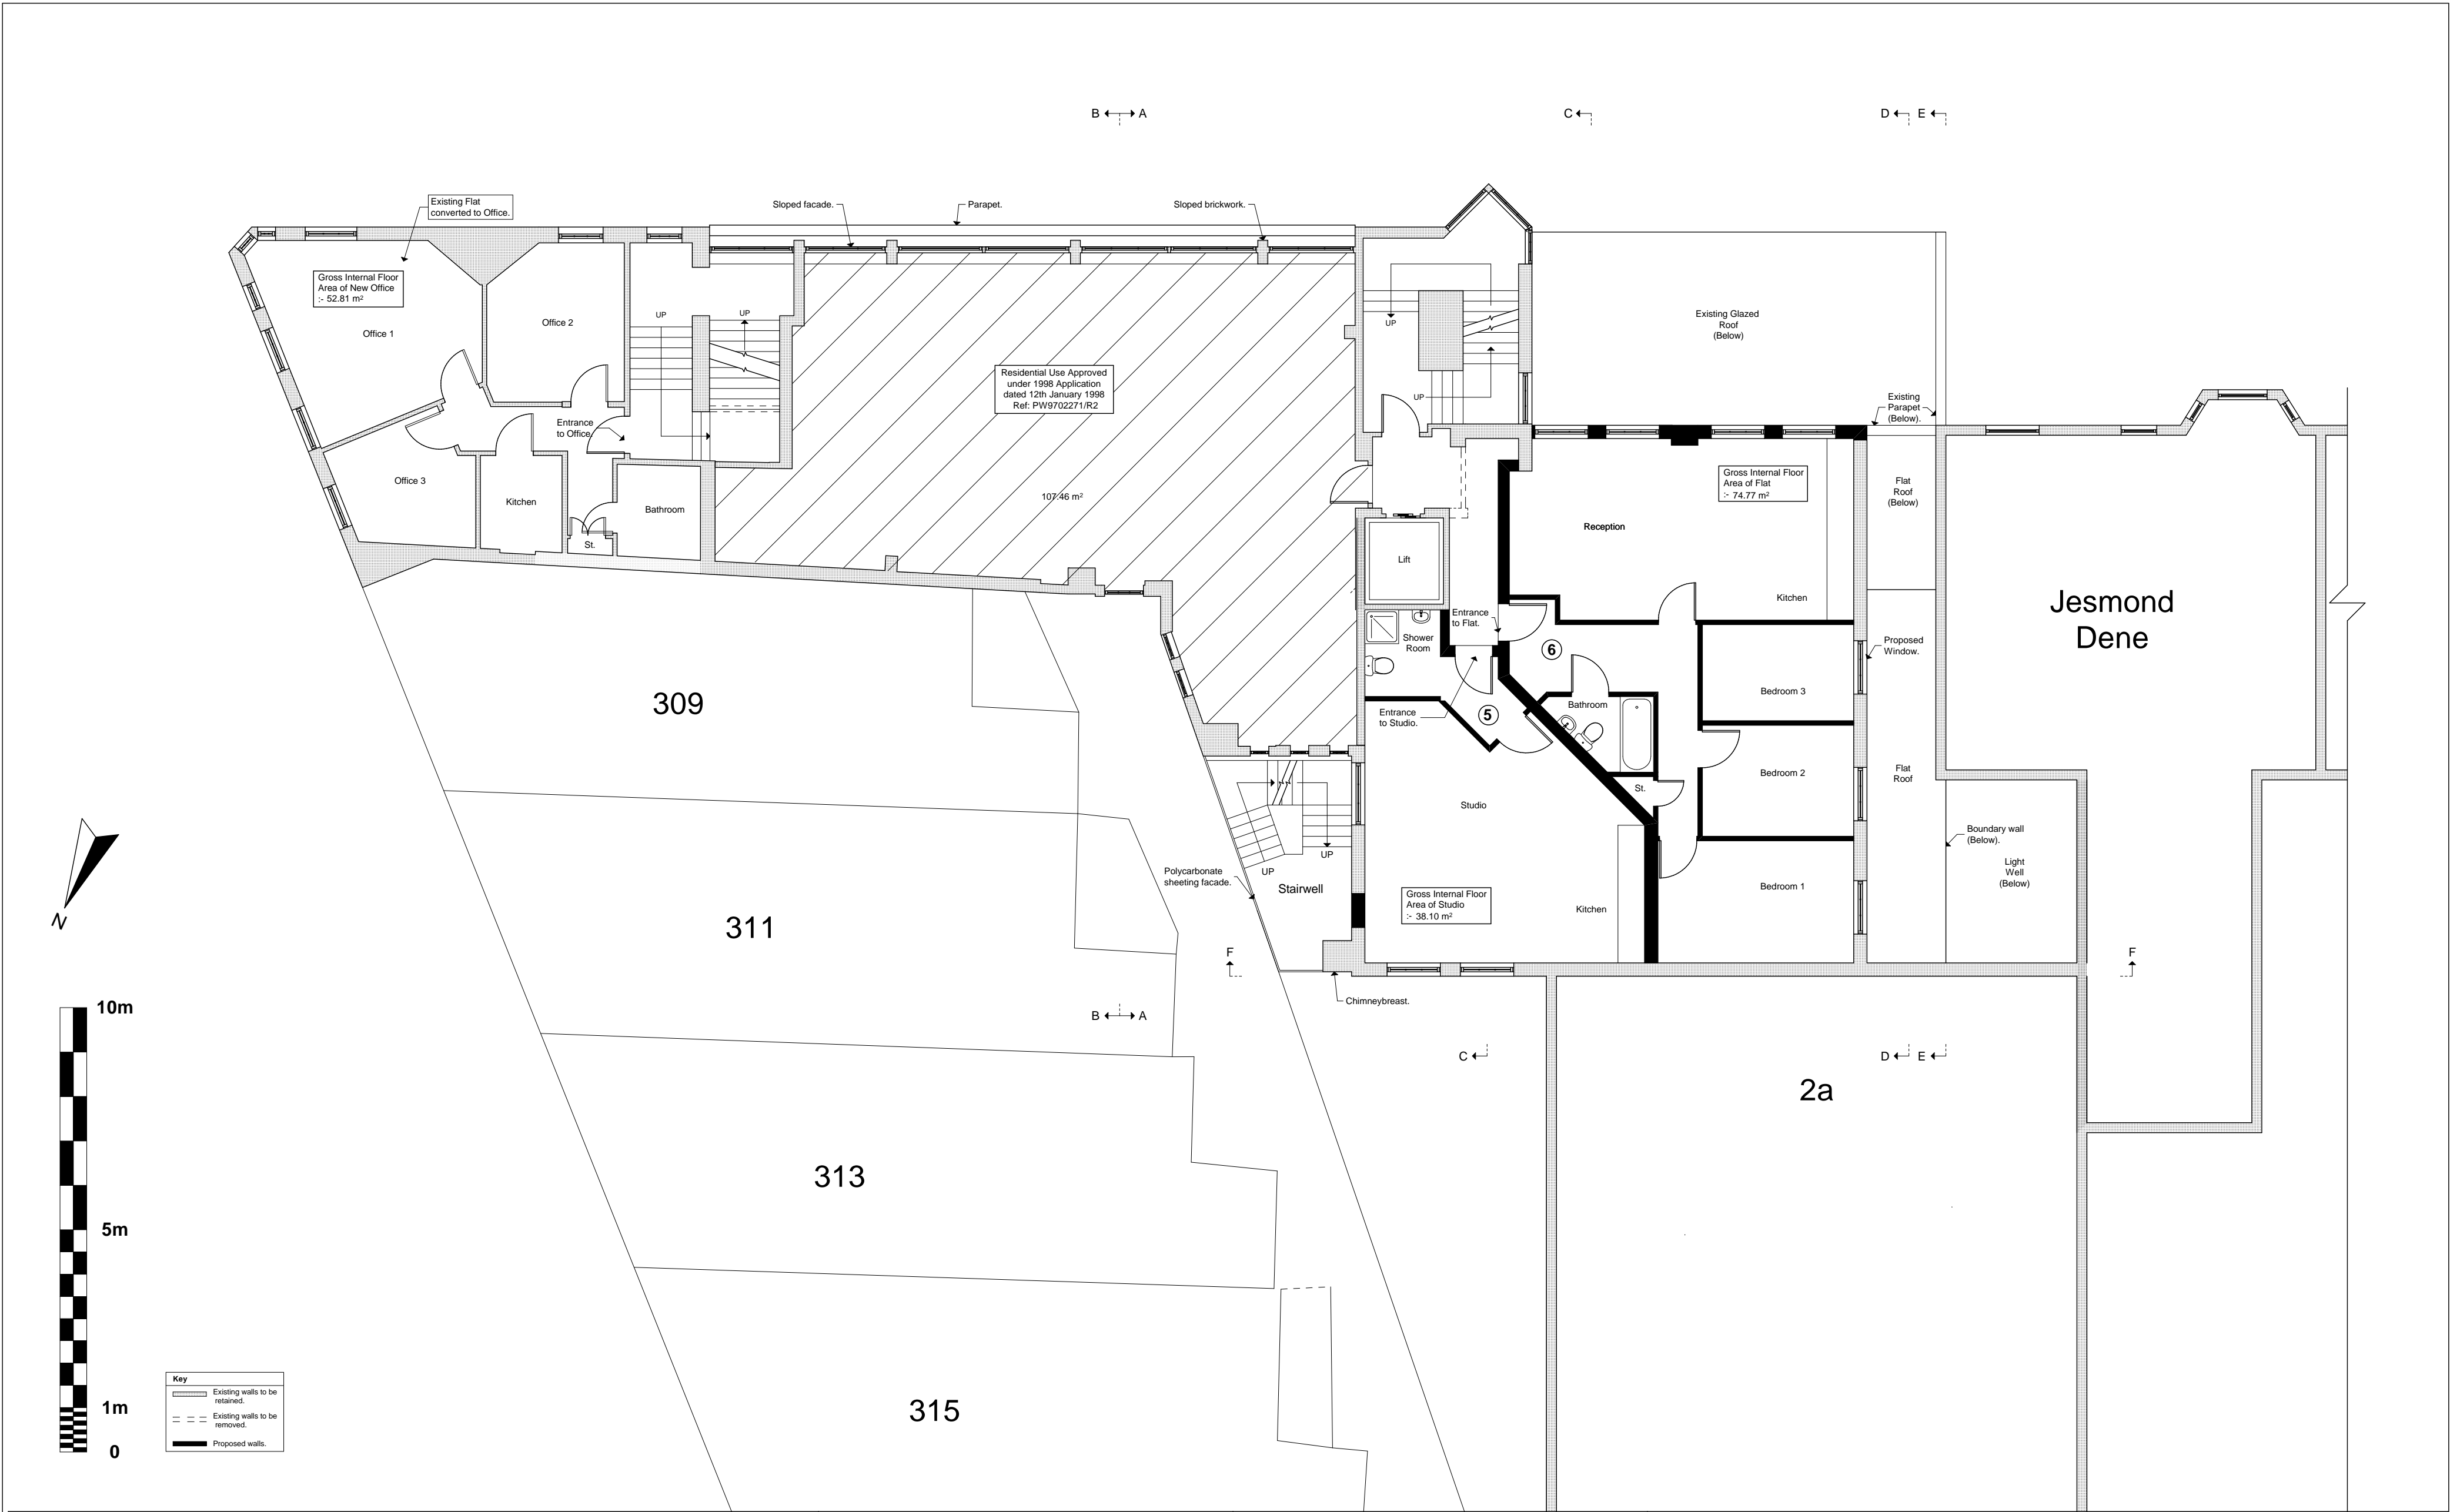 B A
C
D E
Existing Flat
converted to Office.
Sloped facade.
Parapet.
Sloped brickwork.
Gross Internal Floor
Area of New Office
:- 52.81 m²
Office 1
Office 2
UP
UP
UP
UP
Existing Glazed
Roof
(Below)
Residential Use Approved
under 1998 Application
dated 12th January 1998
Ref: PW9702271/R2
Existing
Parapet
(Below).
Entrance
to Office.
Office 3
Kitchen
Bathroom
St.
107.46 m²
Gross Internal Floor
Area of Flat
:- 74.77 m²
Flat
Roof
(Below)
Reception
Lift
Kitchen
Jesmond
Dene
Entrance
to Flat.
Shower
Room
6
Proposed
Window.
309
Bedroom 3
Bathroom
Entrance
to Studio.
5
Bedroom 2
Flat
Roof
St.
Studio
UP
UP
Polycarbonate
sheeting facade.
Stairwell
Boundary wall
(Below).
Light
Well
(Below)
Gross Internal Floor
Area of Studio
:- 38.10 m²
Kitchen
Bedroom 1
N
311
F
F
Chimneybreast.
B A
C
D E
2a
313
315
10m
5m
1m
0
Key
Existing walls to be
retained.
Existing walls to be
removed.
Proposed walls.